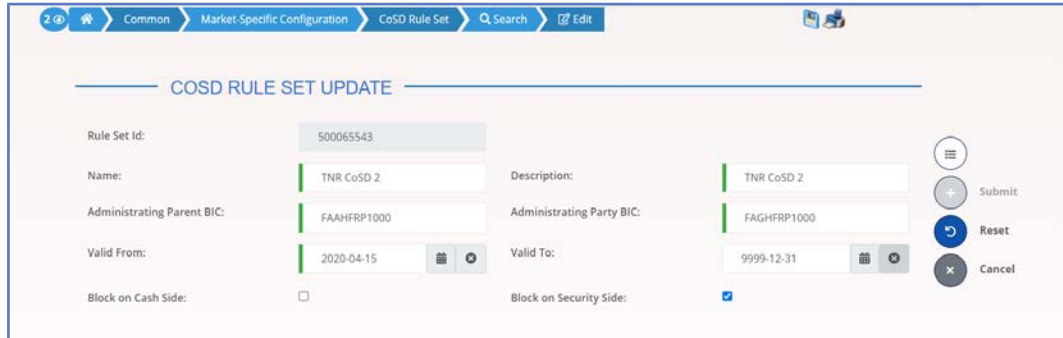 2 Common Market-Specific Configuration CoSD Rule Set Search Edit
COSD RULE SET UPDATE
Rule Set Id: 500065543
Name: TNR CoSD 2 Description: TNR CoSD 2
Submit
Administrating Parent BIC: FAAHFRP1000 Administrating Party BIC: FAGHFRP1000
Reset
Valid From: 2020-04-15 Valid To: 9999-12-31
Cancel
Block on Cash Side: Block on Security Side: